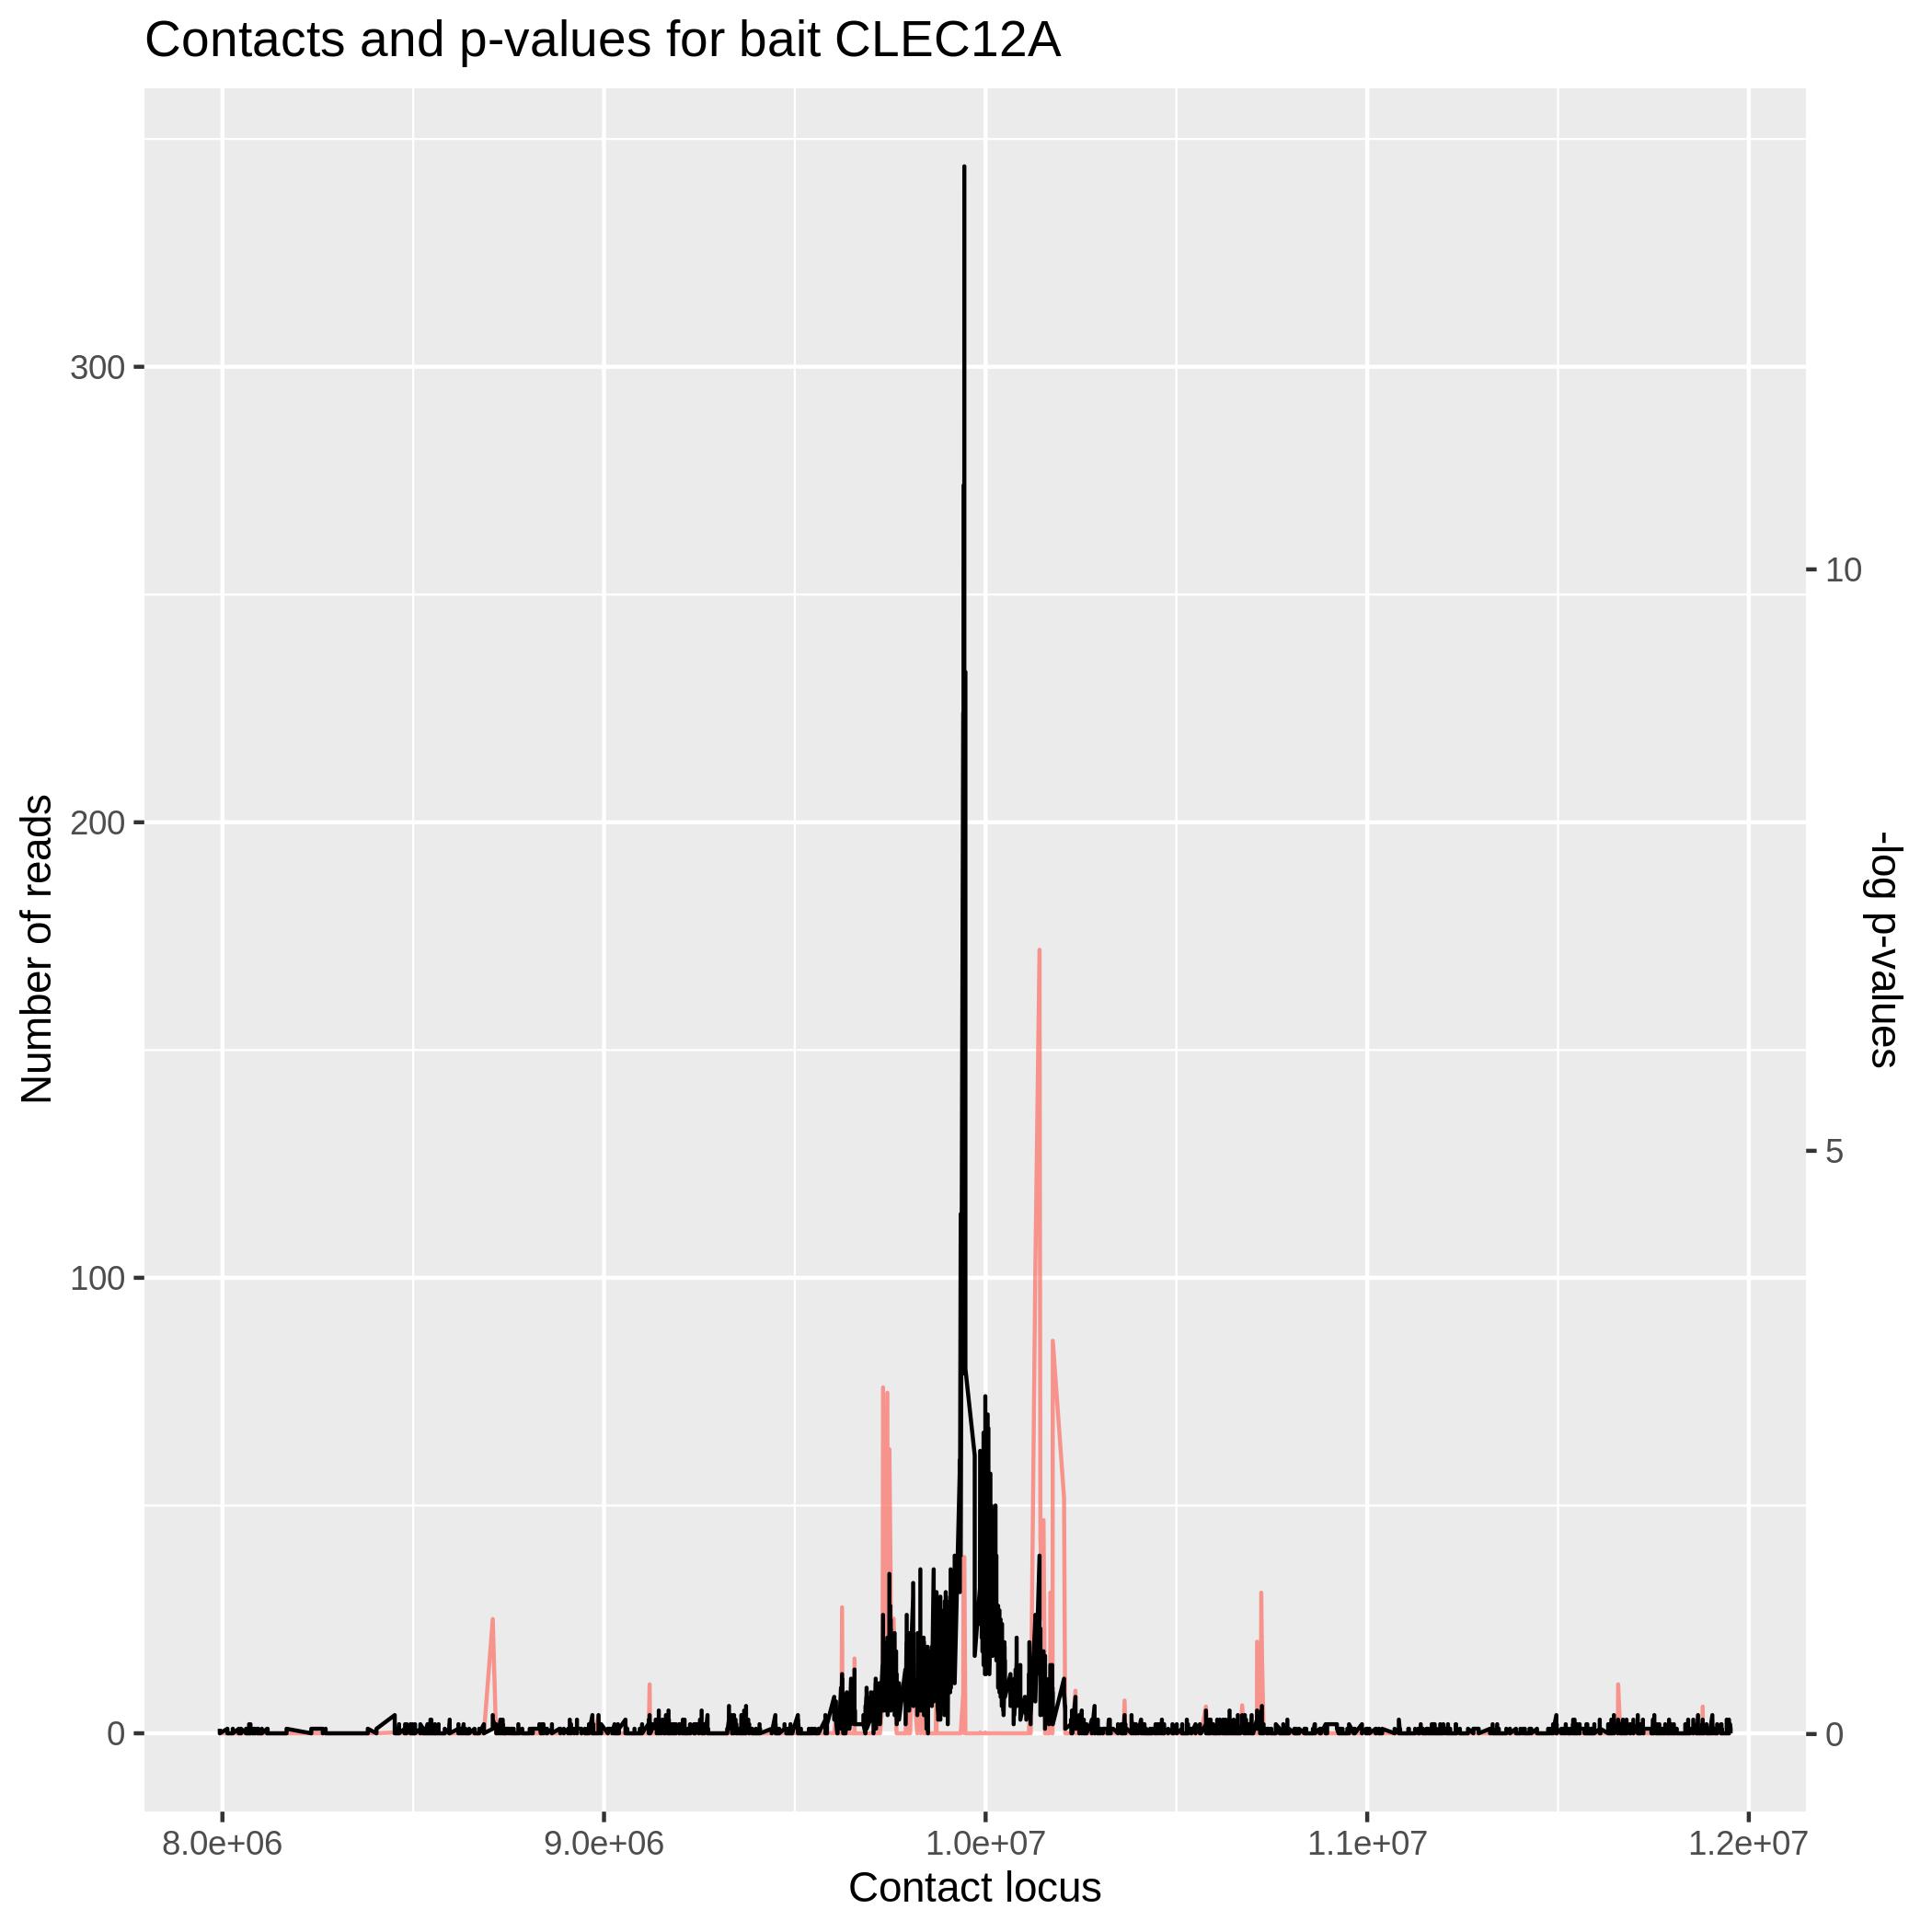 Contacts and p-values for bait CLEC12A
Number of reads
300
200
100
0
10
5
0
-log p-values
8.0e+06 9.0e+06 1.0e+07 1.1e+07 1.2e+07
Contact locus